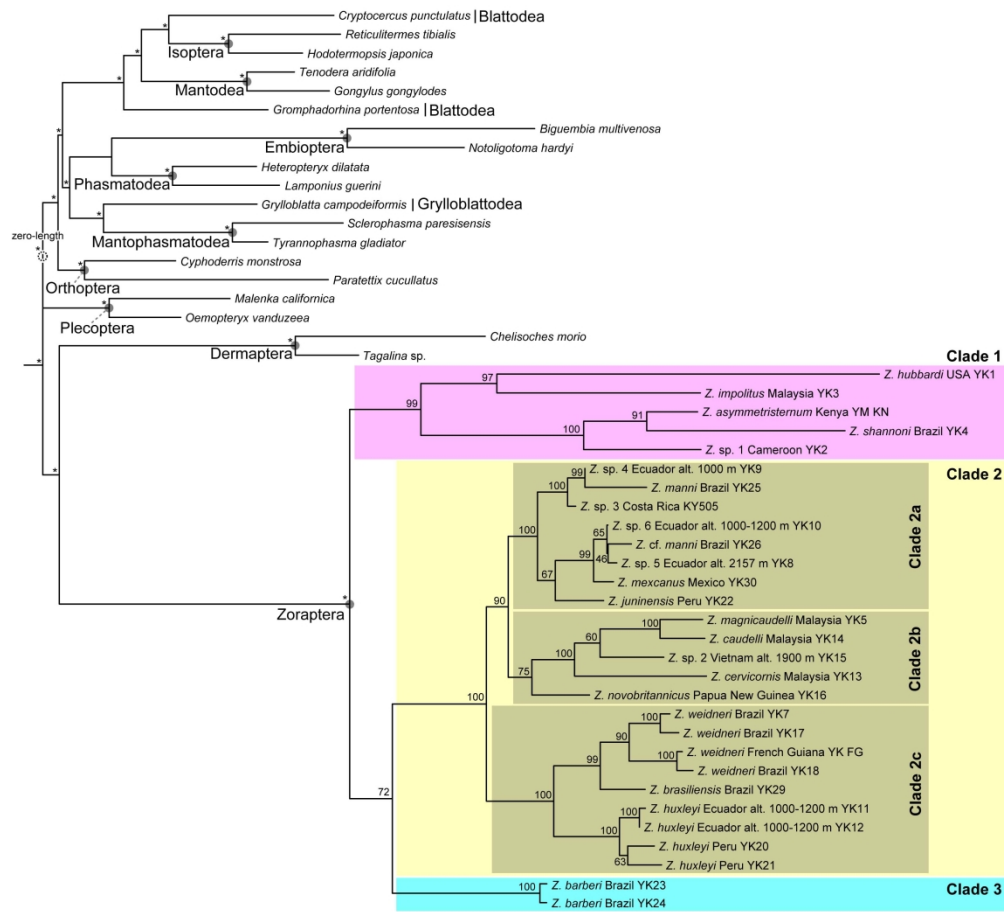 Cryptocercus punctulatus | Blattodea
*
Reticulitermes tibialis
*
*
Isoptera
Hodotermopsis japonica
*
Tenodera aridifolia
*
Mantodea
Gongylus gongylodes
Gromphadorhina portentosa | Blattodea
*
*
Biguembia multivenosa
Embioptera
Notoligotoma hardyi
Heteropteryx dilatata
*
Phasmatodea
Lamponius guerini
*
*
Grylloblatta campodeiformis | Grylloblattodea
*
Sclerophasma paresisensis
*
Mantophasmatodea
Tyrannophasma gladiator
zero-length
*
Cyphoderris monstrosa
*
Orthoptera
Paratettix cucullatus
Malenka californica
*
Plecoptera
Oemopteryx vanduzeea
Chelisoches morio
*
Dermaptera
Tagalina sp.
*
Clade 1
Z. hubbardi USA YK1
97
Z. impolitus Malaysia YK3
99
Z. asymmetristernum Kenya YM KN
91
Z. shannoni Brazil YK4
100
Z. sp. 1 Cameroon YK2
*
Clade 2
Z. sp. 4 Ecuador alt. 1000 m YK9
99
Z. manni Brazil YK25
100
Z. sp. 3 Costa Rica KY505
Clade 2a
100
Z. sp. 6 Ecuador alt. 1000-1200 m YK10
65
Z. cf. manni Brazil YK26
99
46
Z. sp. 5 Ecuador alt. 2157 m YK8
67
Z. mexcanus Mexico YK30
Z. juninensis Peru YK22
*
Zoraptera
90
Z. magnicaudelli Malaysia YK5
100
Z. caudelli Malaysia YK14
60
Clade 2b
Z. sp. 2 Vietnam alt. 1900 m YK15
100
Z. cervicornis Malaysia YK13
75
Z. novobritannicus Papua New Guinea YK16
100
Z. weidneri Brazil YK7
100
Z. weidneri Brazil YK17
90
Z. weidneri French Guiana YK FG
100
Z. weidneri Brazil YK18
99
Clade 2c
Z. brasiliensis Brazil YK29
100
Z. huxleyi Ecuador alt. 1000-1200 m YK11
100
Z. huxleyi Ecuador alt. 1000-1200 m YK12
100
Z. huxleyi Peru YK20
63
Z. huxleyi Peru YK21
72
Z. barberi Brazil YK23
100
Clade 3
Z. barberi Brazil YK24